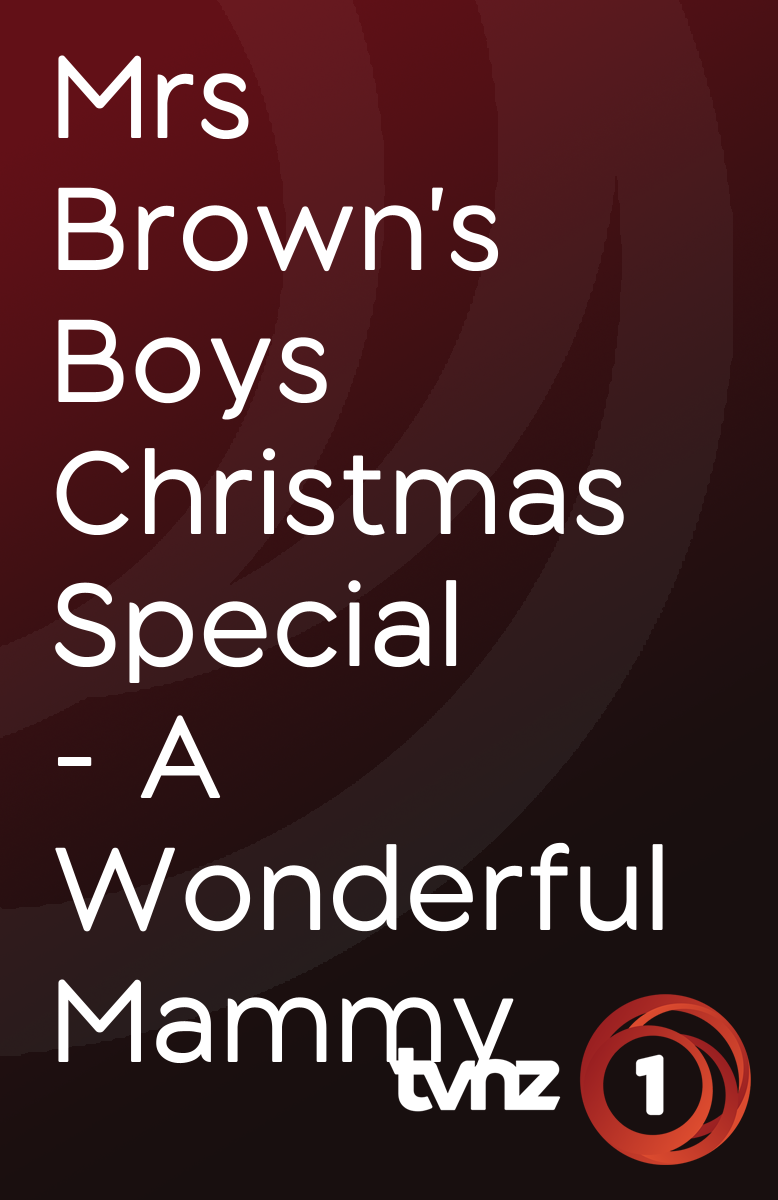 Mrs
Brown's
Boys
Christmas
Special
- A
Wonderful
Mammy
tvnz 1